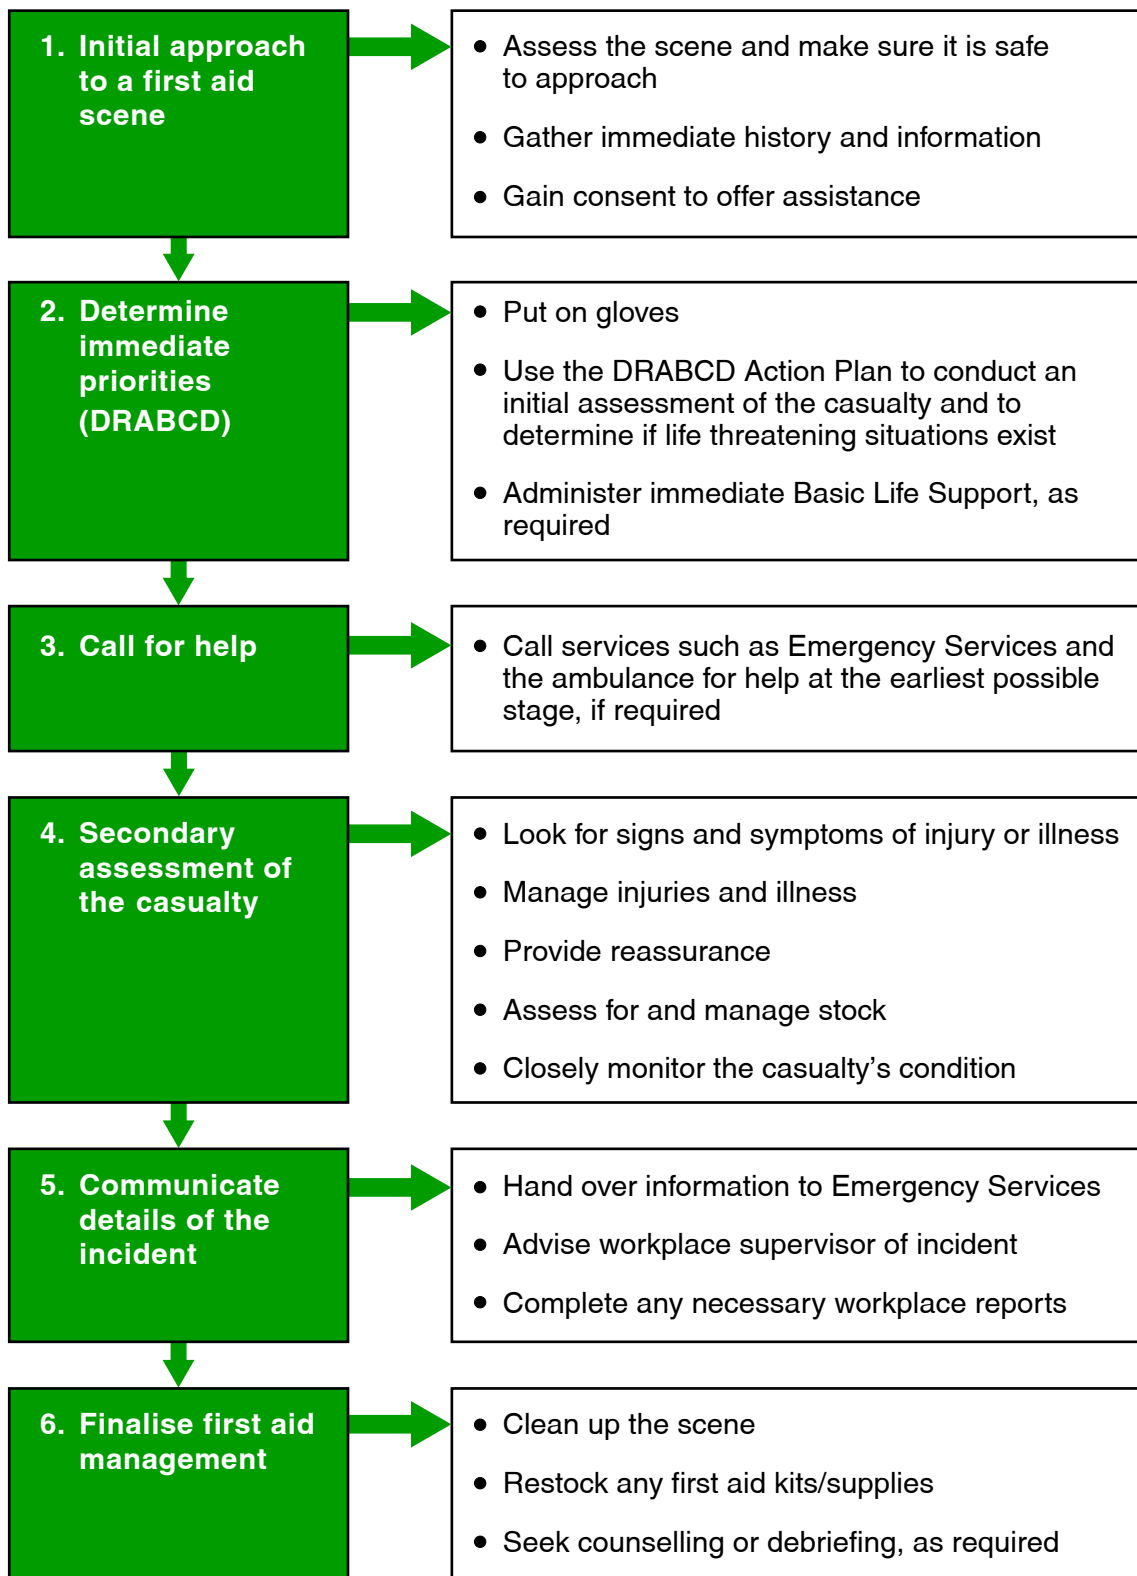 1. Initial approach
to a first aid
scene
• Assess the scene and make sure it is safe
to approach
• Gather immediate history and information
• Gain consent to offer assistance
2. Determine
immediate
priorities
(DRABCD)
• Put on gloves
• Use the DRABCD Action Plan to conduct an
initial assessment of the casualty and to
determine if life threatening situations exist
• Administer immediate Basic Life Support, as
required
3. Call for help
• Call services such as Emergency Services and
the ambulance for help at the earliest possible
stage, if required
4. Secondary
assessment of
the casualty
• Look for signs and symptoms of injury or illness
• Manage injuries and illness
• Provide reassurance
• Assess for and manage stock
• Closely monitor the casualty’s condition
5. Communicate
details of the
incident
• Hand over information to Emergency Services
• Advise workplace supervisor of incident
• Complete any necessary workplace reports
6. Finalise first aid
management
• Clean up the scene
• Restock any first aid kits/supplies
• Seek counselling or debriefing, as required